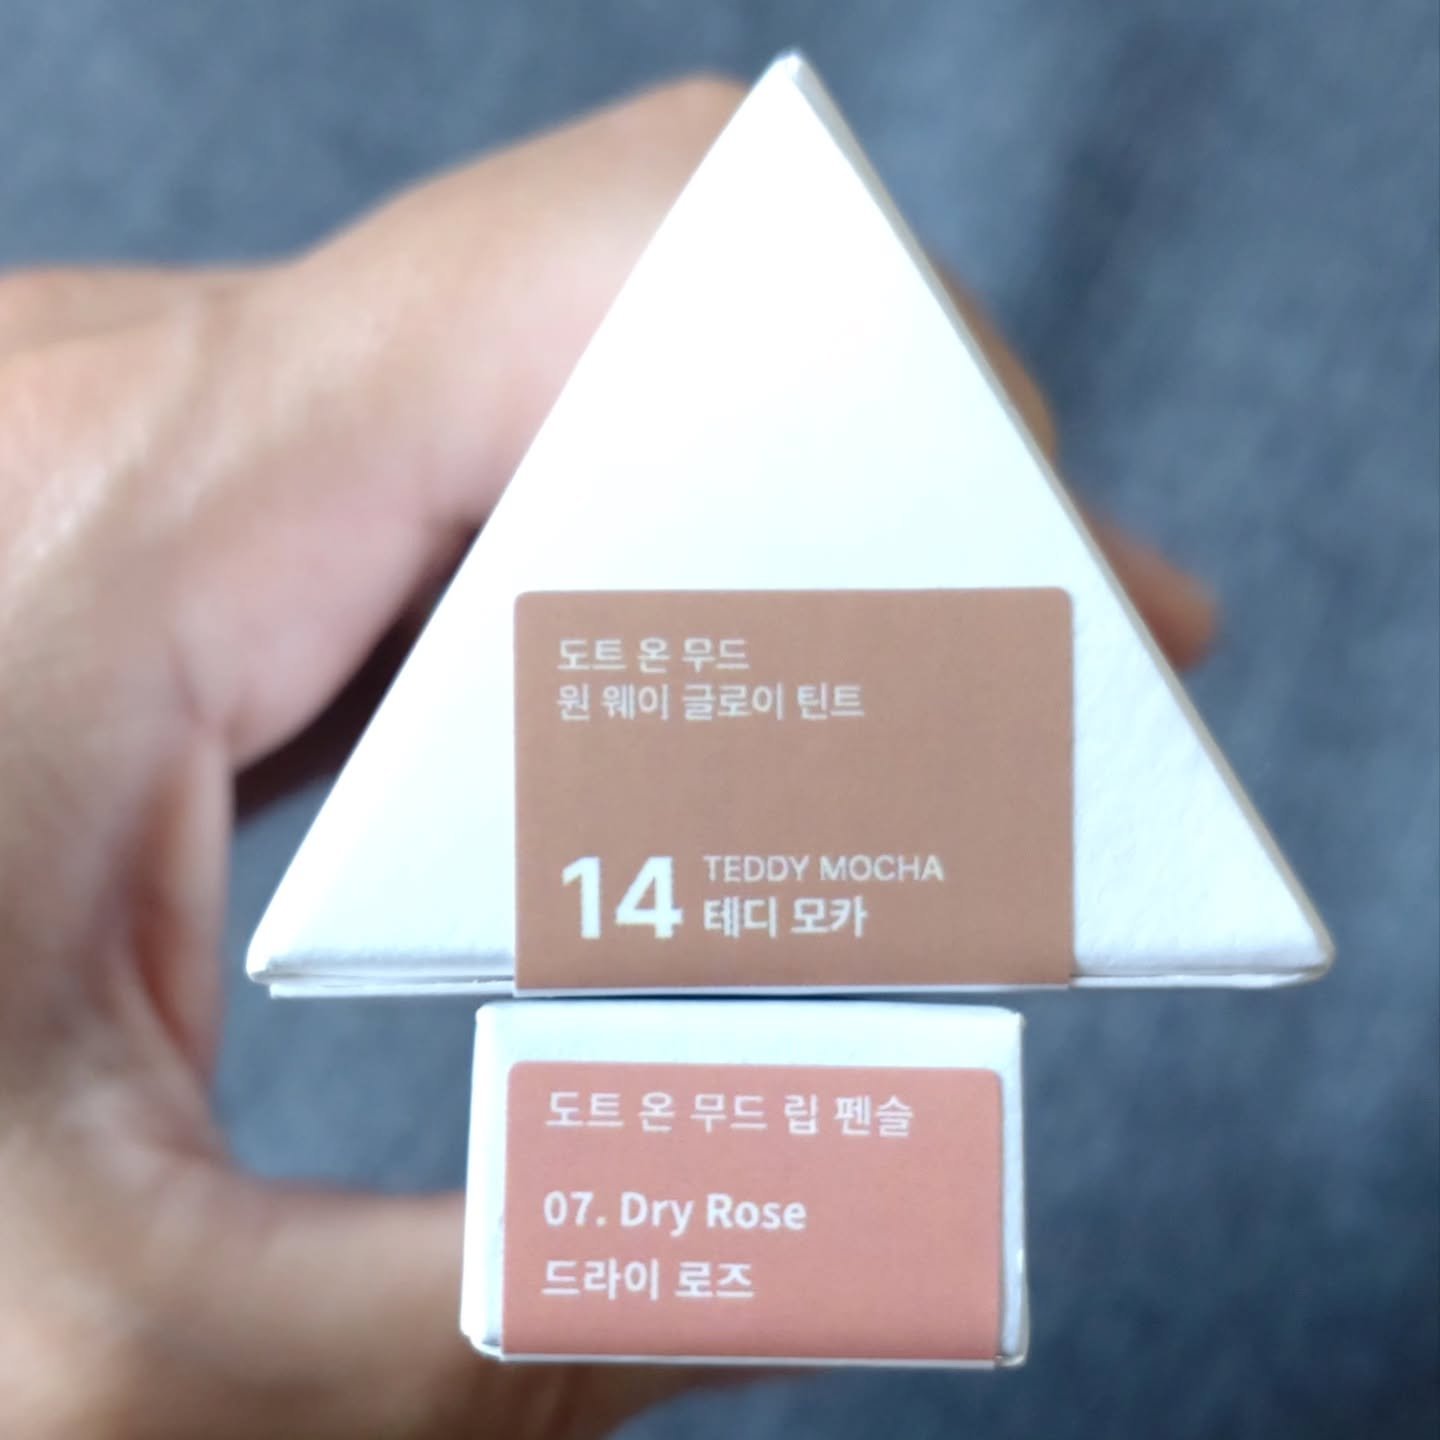 도트 온 무드
원 웨이 글로이 틴트
14 TEDDY MOCHA
테디 모카
도트 온 무드 립 펜슬
07. Dry Rose
드라이 로즈